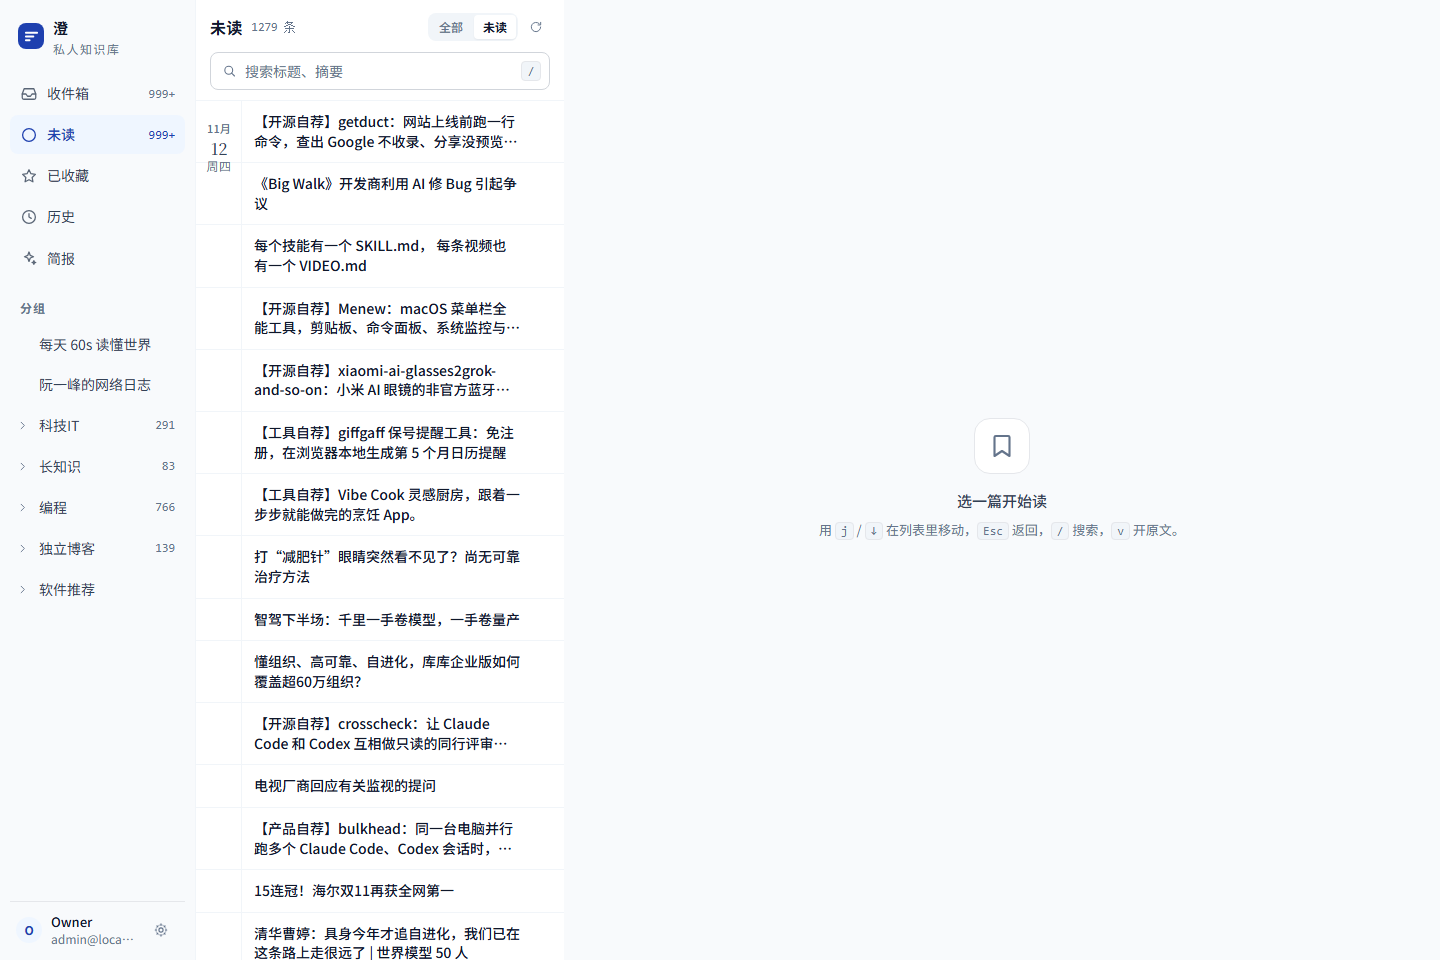 澄
私人知识库
收件箱 999+
未读 999+
已收藏
历史
简报
分组
每天 60s 读懂世界
阮一峰的网络日志
科技IT 291
长知识 83
编程 766
独立博客 139
软件推荐
O
Owner
admin@loca…
未读 1279 条
全部 未读
搜索标题、摘要 /
11月
12
周四
【开源自荐】getduct：网站上线前跑一行
命令，查出 Google 不收录、分享没预览…
《Big Walk》开发商利用 AI 修 Bug 引起争
议
每个技能有一个 SKILL.md， 每条视频也
有一个 VIDEO.md
【开源自荐】Menew：macOS 菜单栏全
能工具，剪贴板、命令面板、系统监控与…
【开源自荐】xiaomi-ai-glasses2grok-
and-so-on：小米 AI 眼镜的非官方蓝牙…
【工具自荐】giffgaff 保号提醒工具：免注
册，在浏览器本地生成第 5 个月日历提醒
【工具自荐】Vibe Cook 灵感厨房，跟着一
步步就能做完的烹饪 App。
打“减肥针”眼睛突然看不见了？尚无可靠
治疗方法
智驾下半场：千里一手卷模型，一手卷量产
懂组织、高可靠、自进化，库库企业版如何
覆盖超60万组织？
【开源自荐】crosscheck：让 Claude
Code 和 Codex 互相做只读的同行评审…
电视厂商回应有关监视的提问
【产品自荐】bulkhead：同一台电脑并行
跑多个 Claude Code、Codex 会话时，…
15连冠！海尔双11再获全网第一
清华曹婷：具身今年才追自进化，我们已在
这条路上走很远了 | 世界模型 50 人
选一篇开始读
用 j / ↓ 在列表里移动，Esc 返回，/ 搜索，v 开原文。